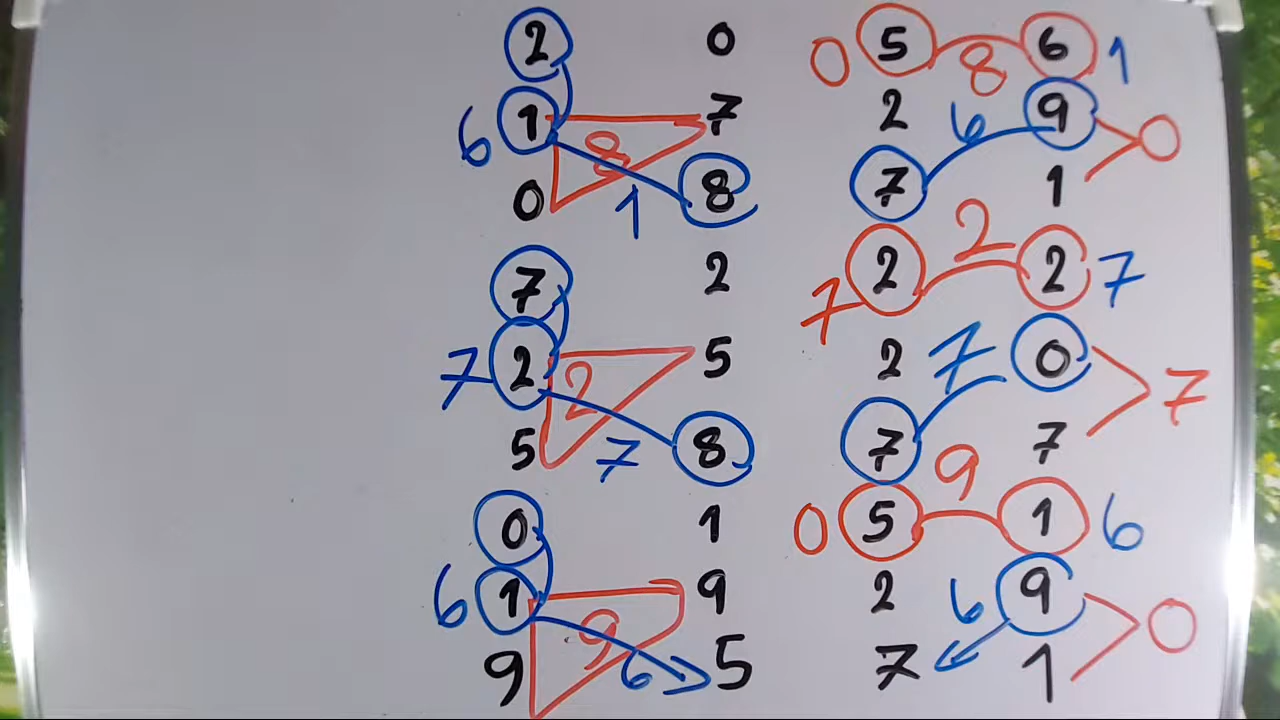 2 0 0 5 8 6 1
6 1 8 7 2 6 9 0
0 1 8 7 1
7 2 7 2 2 2 7
7 2 2 5 2 7 0 7
5 7 8 7 7
0 1 0 5 9 1 6
6 1 9 9 2 6 9 0
9 6 5 7 1